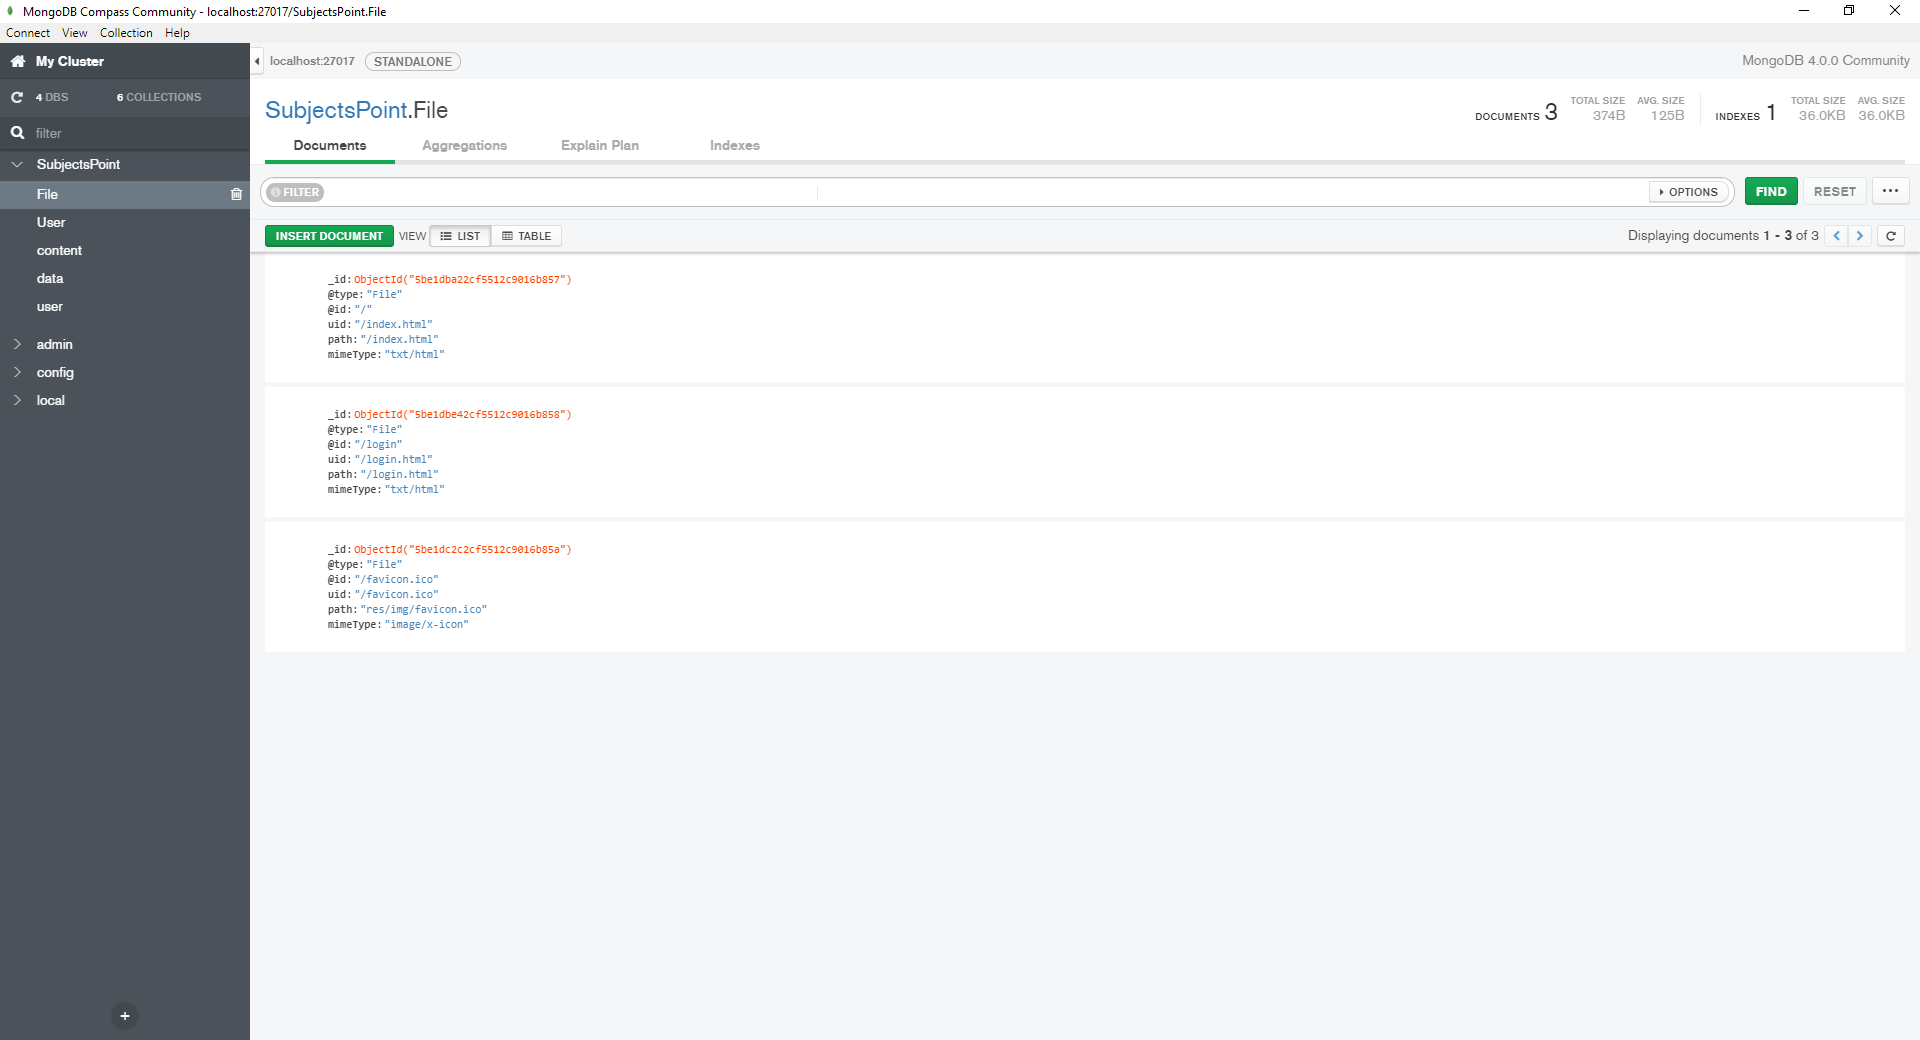 MongoDB Compass Community - localhost:27017/SubjectsPoint.File
Connect View Collection Help
My Cluster
4 DBS 6 COLLECTIONS
filter
SubjectsPoint
File
User
content
data
user
admin
config
local
localhost:27017 STANDALONE
MongoDB 4.0.0 Community
SubjectsPoint.File
DOCUMENTS 3 TOTAL SIZE 374B AVG. SIZE 125B INDEXES 1 TOTAL SIZE 36.0KB AVG. SIZE 36.0KB
Documents Aggregations Explain Plan Indexes
FILTER OPTIONS FIND RESET ...
INSERT DOCUMENT VIEW LIST TABLE
Displaying documents 1 - 3 of 3
_id: ObjectId("5be1dba22cf5512c9016b857")
@type: "File"
@id: "/"
uid: "/index.html"
path: "/index.html"
mimeType: "txt/html"
_id: ObjectId("5be1dbe42cf5512c9016b858")
@type: "File"
@id: "/login"
uid: "/login.html"
path: "/login.html"
mimeType: "txt/html"
_id: ObjectId("5be1dc2c2cf5512c9016b85a")
@type: "File"
@id: "/favicon.ico"
uid: "/favicon.ico"
path: "res/img/favicon.ico"
mimeType: "image/x-icon"